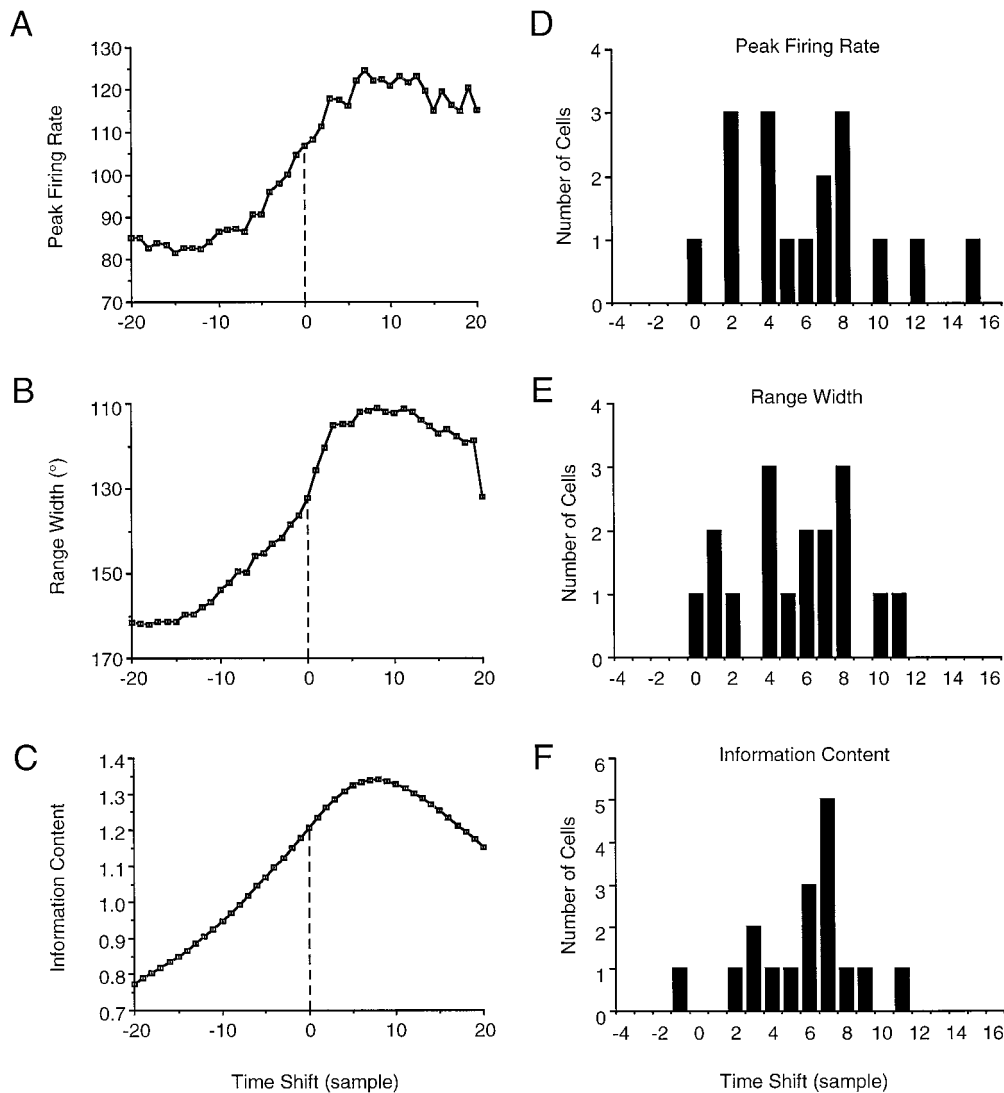 A
130
120
110
100
90
80
70
Peak Firing Rate
-20 -10 0 10 20
B
110
130
150
170
Range Width (°)
-20 -10 0 10 20
C
1.4
1.3
1.2
1.1
1.0
0.9
0.8
0.7
Information Content
-20 -10 0 10 20
Time Shift (sample)
D
Peak Firing Rate
4
3
2
1
0
Number of Cells
-4 -2 0 2 4 6 8 10 12 14 16
E
Range Width
4
3
2
1
0
Number of Cells
-4 -2 0 2 4 6 8 10 12 14 16
F
Information Content
6
5
4
3
2
1
0
Number of Cells
-4 -2 0 2 4 6 8 10 12 14 16
Time Shift (sample)